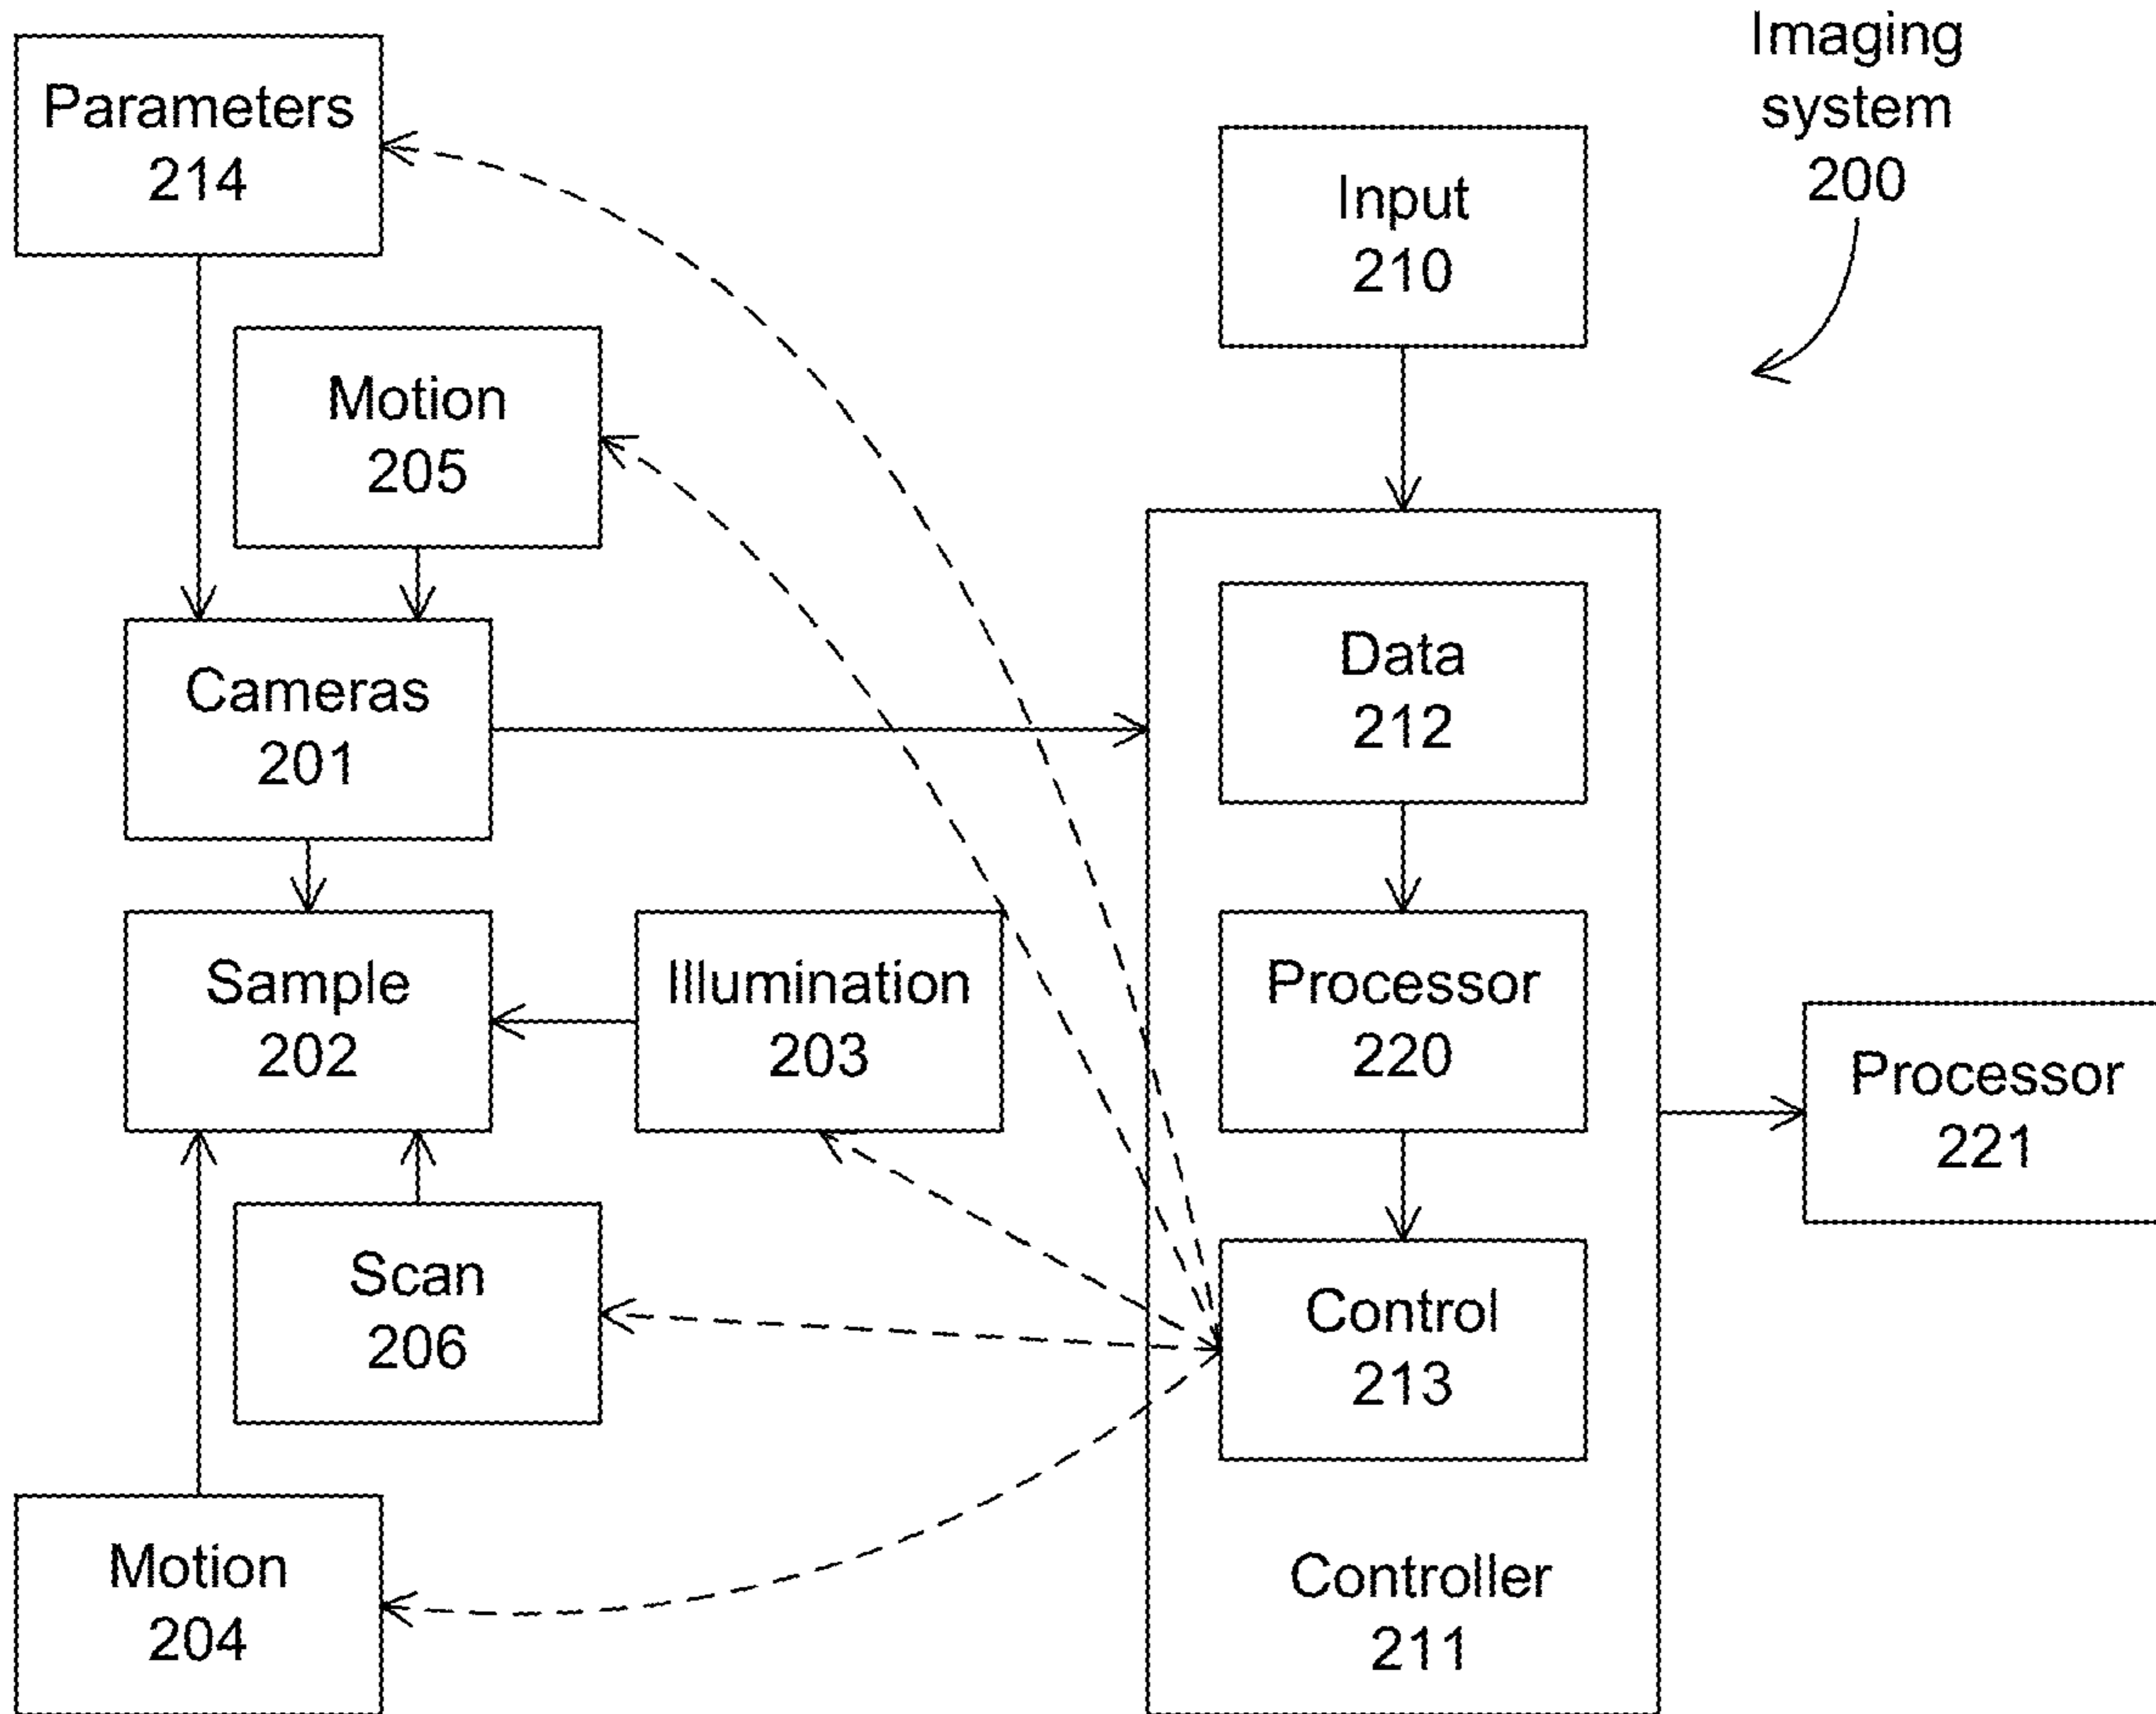 Imaging
system
200
Parameters
214
Input
210
Motion
205
Cameras
201
Data
212
Sample
202
Illumination
203
Processor
220
Processor
221
Scan
206
Control
213
Motion
204
Controller
211